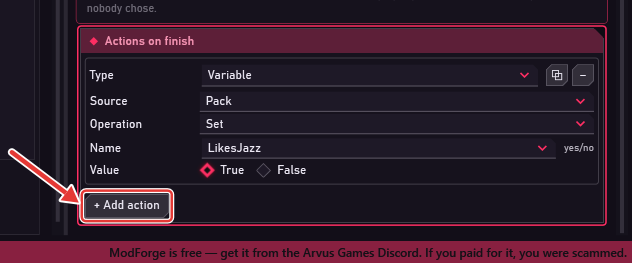 nobody chose.
Actions on finish
Type Variable
Source Pack
Operation Set
Name LikesJazz yes/no
Value True False
+ Add action
ModForge is free — get it from the Arvus Games Discord. If you paid for it, you were scammed.